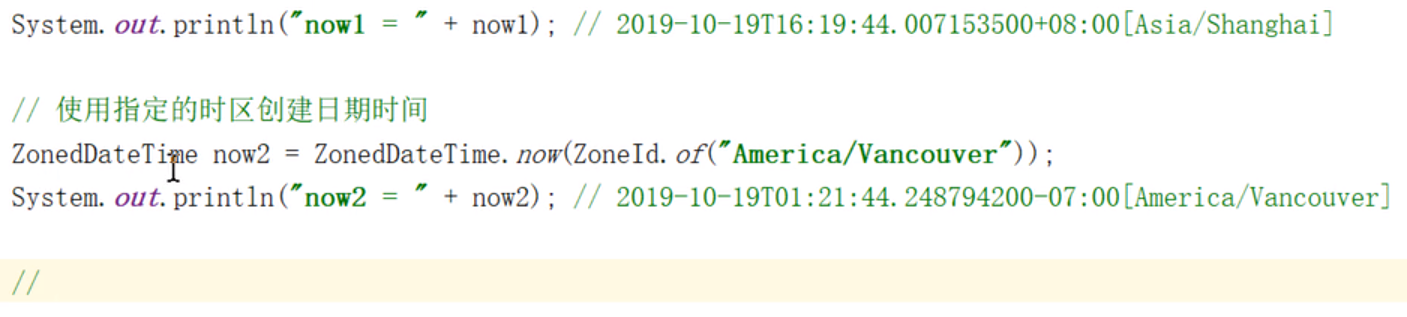 System.out.println("now1 = " + now1); // 2019-10-19T16:19:44.007153500+08:00[Asia/Shanghai]
// 使用指定的时区创建日期时间
ZonedDateTime now2 = ZonedDateTime.now(ZoneId.of("America/Vancouver"));
System.out.println("now2 = " + now2); // 2019-10-19T01:21:44.248794200-07:00[America/Vancouver]
//